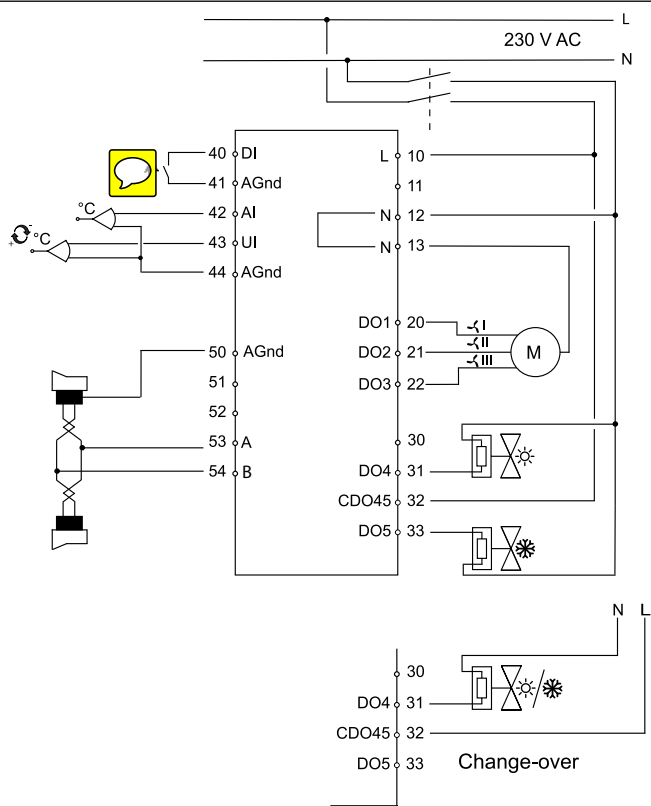 L
230 V AC
N
40 DI
L 10
41 AGnd
11
°C
42 AI
N 12
+ - °C
43 UI
N 13
44 AGnd
DO1 20
I
II
50 AGnd
DO2 21
M
III
51
DO3 22
52
30
53 A
DO4 31
54 B
CDO45 32
DO5 33
N L
30
DO4 31
CDO45 32
DO5 33
Change-over